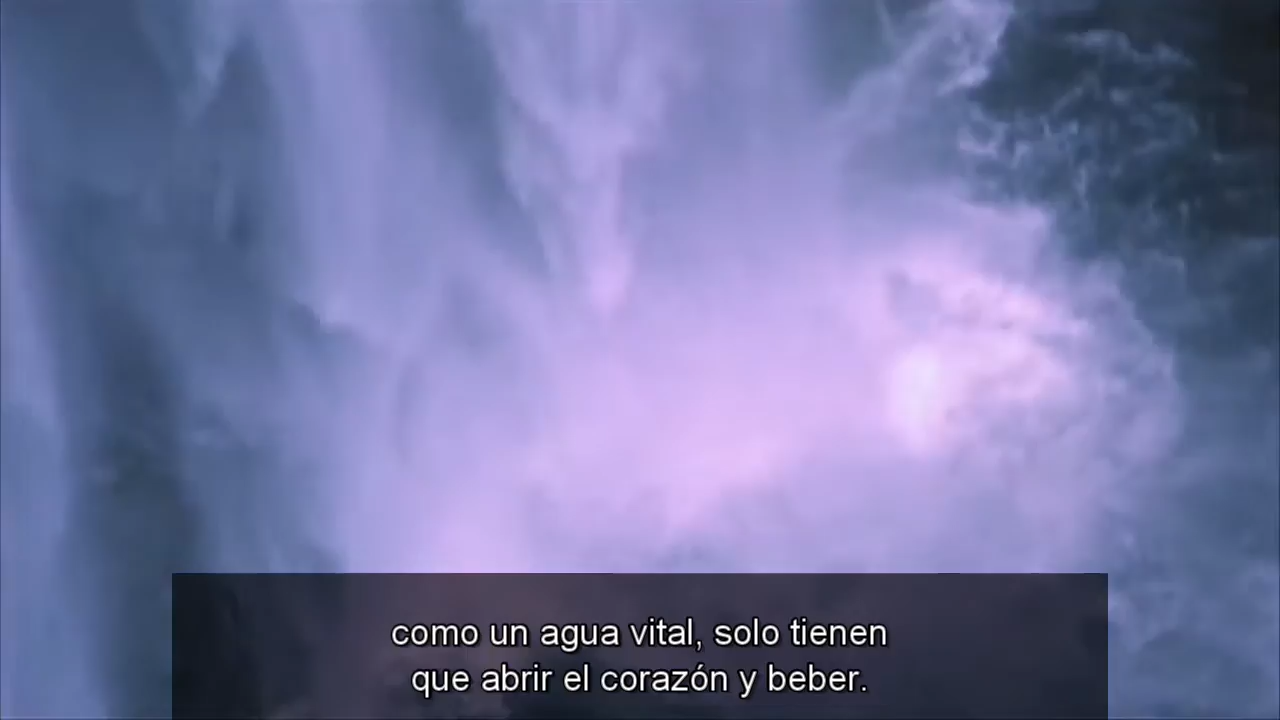 como un agua vital, solo tienen
que abrir el corazón y beber.